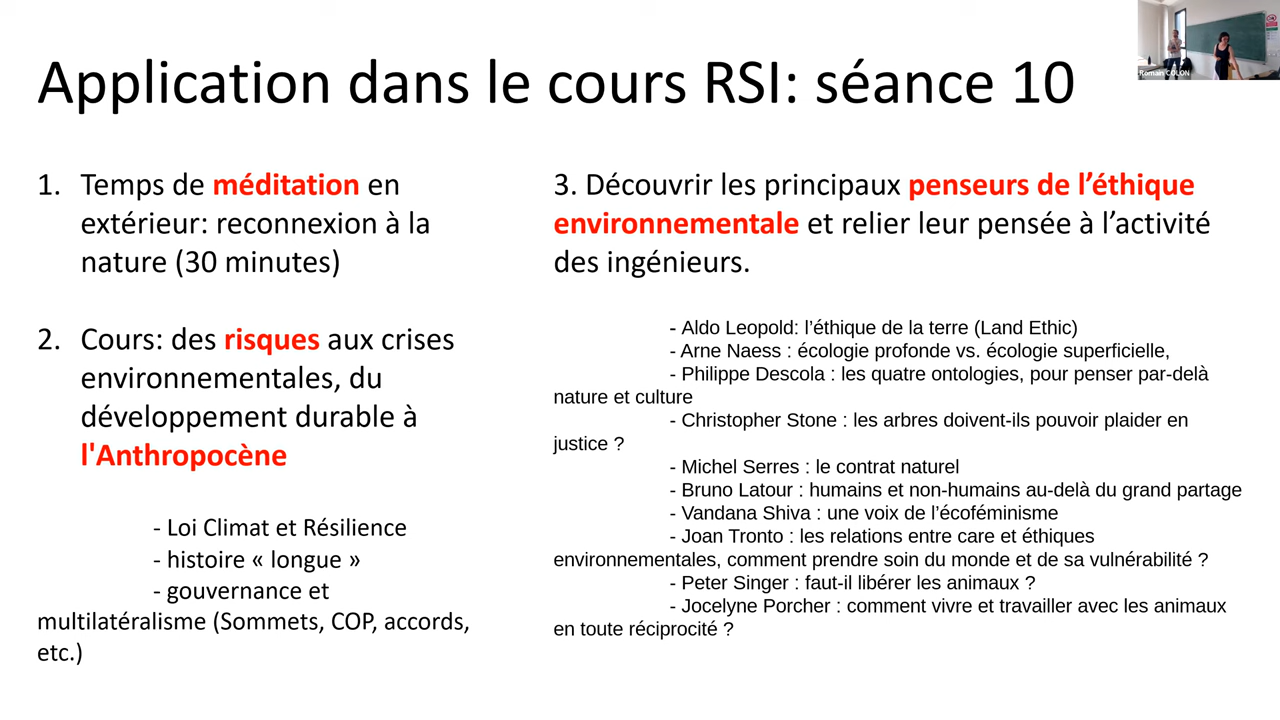 Application dans le cours RSI: séance 10
Romain COLON
1. Temps de méditation en
extérieur: reconnexion à la
nature (30 minutes)
2. Cours: des risques aux crises
environnementales, du
développement durable à
l'Anthropocène
- Loi Climat et Résilience
- histoire « longue »
- gouvernance et
multilatéralisme (Sommets, COP, accords,
etc.)
3. Découvrir les principaux penseurs de l’éthique
environnementale et relier leur pensée à l’activité
des ingénieurs.
- Aldo Leopold: l’éthique de la terre (Land Ethic)
- Arne Naess : écologie profonde vs. écologie superficielle,
- Philippe Descola : les quatre ontologies, pour penser par-delà
nature et culture
- Christopher Stone : les arbres doivent-ils pouvoir plaider en
justice ?
- Michel Serres : le contrat naturel
- Bruno Latour : humains et non-humains au-delà du grand partage
- Vandana Shiva : une voix de l’écoféminisme
- Joan Tronto : les relations entre care et éthiques
environnementales, comment prendre soin du monde et de sa vulnérabilité ?
- Peter Singer : faut-il libérer les animaux ?
- Jocelyne Porcher : comment vivre et travailler avec les animaux
en toute réciprocité ?